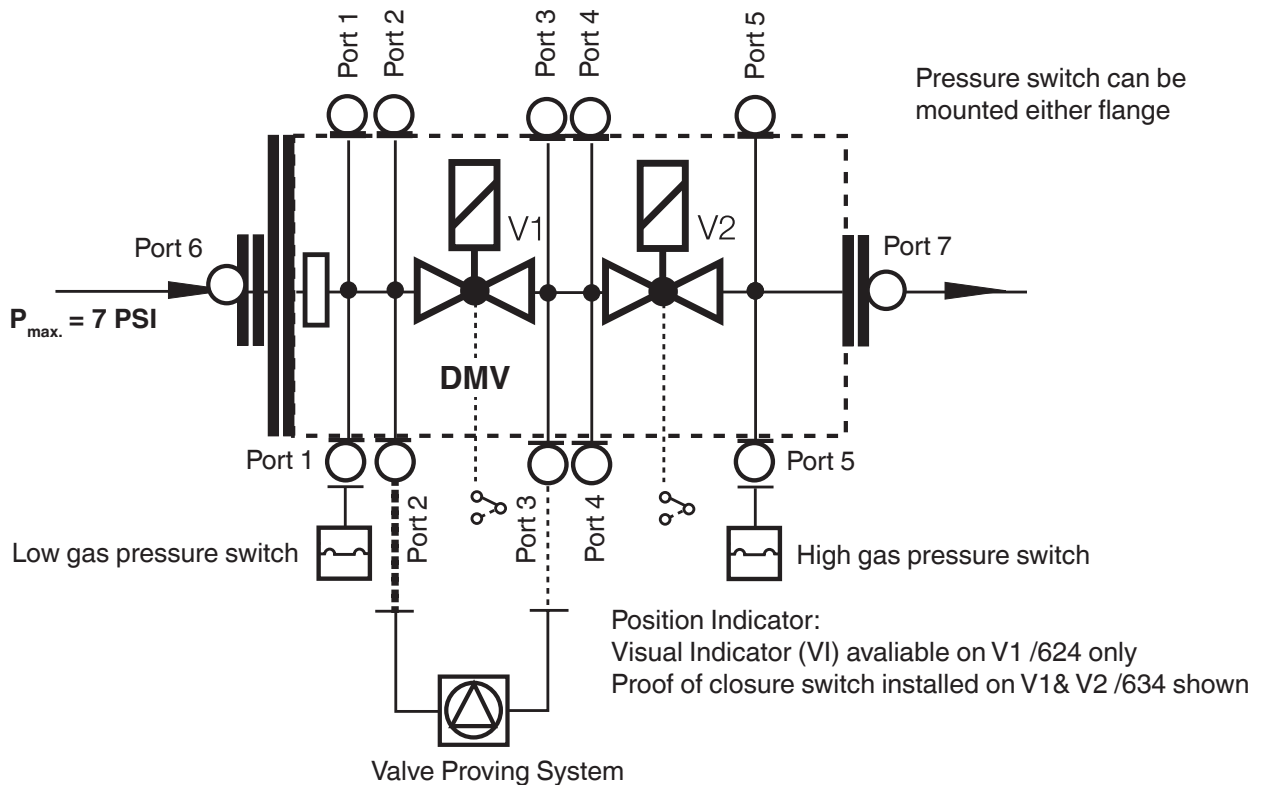 Port 1
Port 2
Port 3
Port 4
Port 5
Pressure switch can be
mounted either flange
Port 6
V1
V2
Port 7
Pmax. = 7 PSI
DMV
Port 1
Port 5
Port 2
Port 3
Port 4
Low gas pressure switch
High gas pressure switch
Position Indicator:
Visual Indicator (VI) avaliable on V1 /624 only
Proof of closure switch installed on V1& V2 /634 shown
Valve Proving System